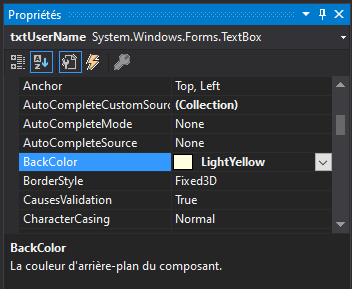 Propriétés
txtUserName System.Windows.Forms.TextBox
Anchor Top, Left
AutoCompleteCustomSourc (Collection)
AutoCompleteMode None
AutoCompleteSource None
BackColor LightYellow
BorderStyle Fixed3D
CausesValidation True
CharacterCasing Normal
BackColor
La couleur d'arrière-plan du composant.